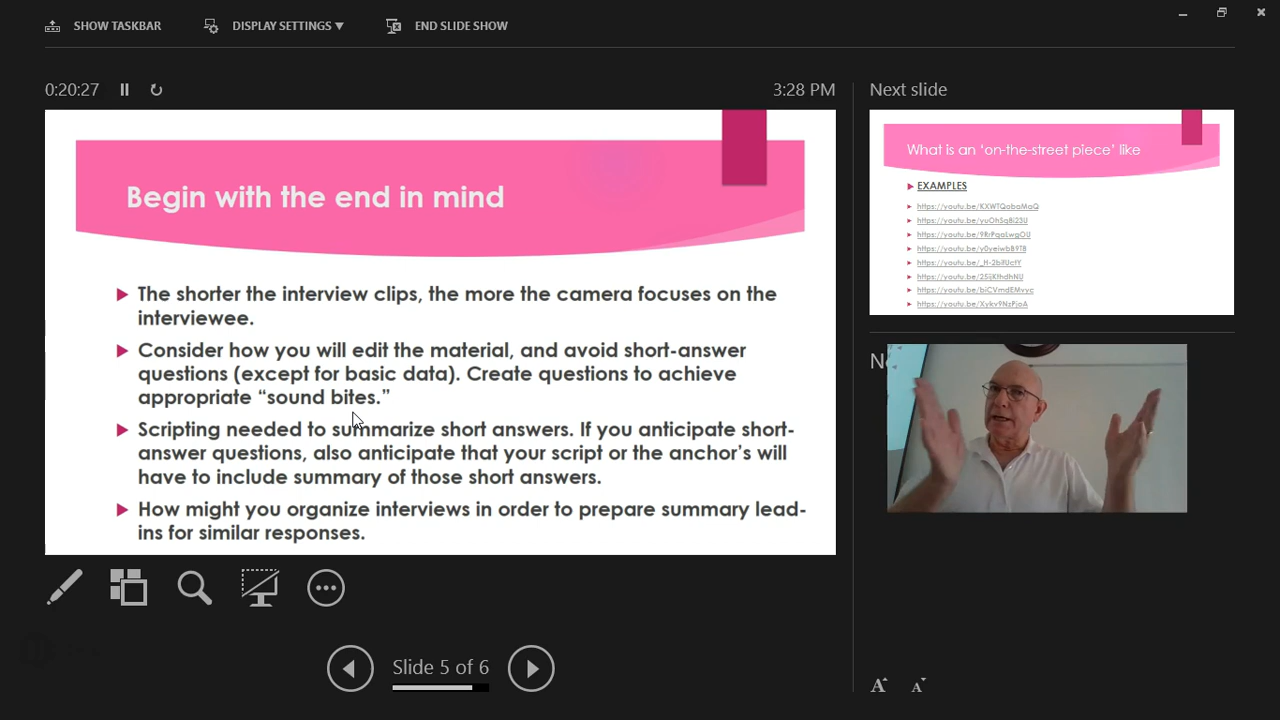 SHOW TASKBAR
DISPLAY SETTINGS ▼
END SLIDE SHOW
0:20:27
3:28 PM
Begin with the end in mind
The shorter the interview clips, the more the camera focuses on the
interviewee.
Consider how you will edit the material, and avoid short-answer
questions (except for basic data). Create questions to achieve
appropriate “sound bites.”
Scripting needed to summarize short answers. If you anticipate short-
answer questions, also anticipate that your script or the anchor’s will
have to include summary of those short answers.
How might you organize interviews in order to prepare summary lead-
ins for similar responses.
Slide 5 of 6
Next slide
What is an ‘on-the-street piece’ like
EXAMPLES
A
A